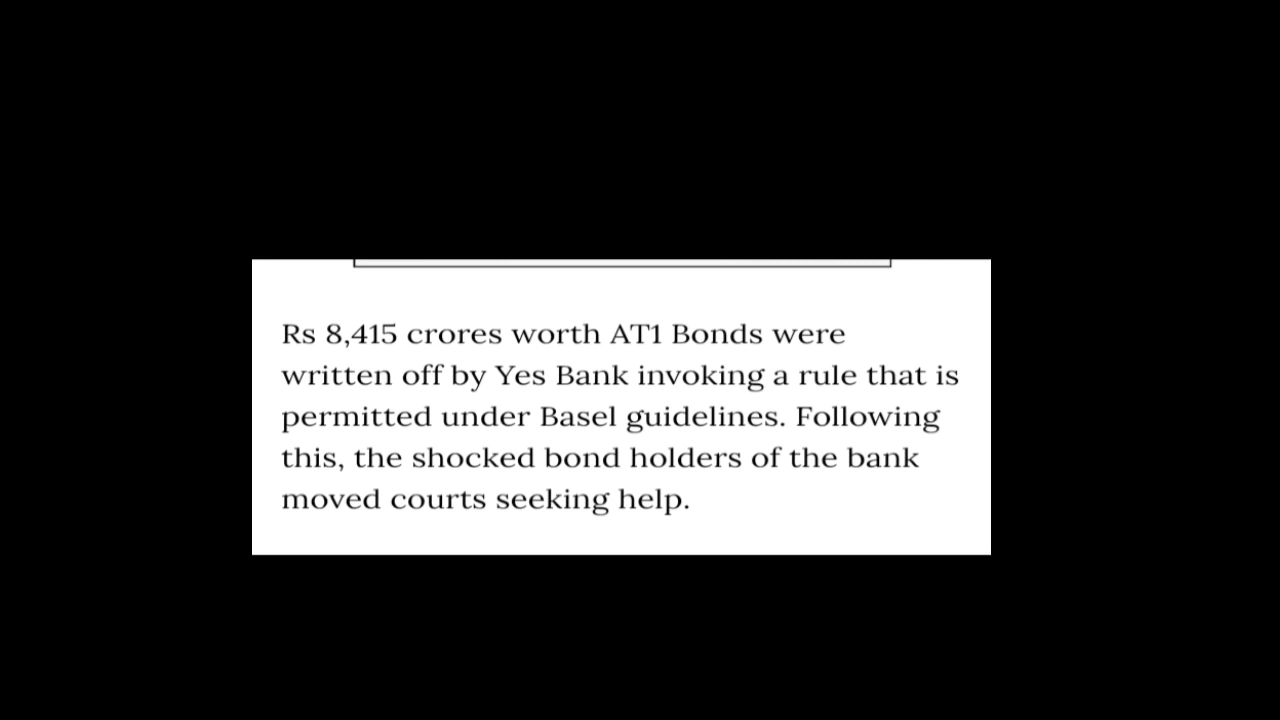 Rs 8,415 crores worth AT1 Bonds were
written off by Yes Bank invoking a rule that is
permitted under Basel guidelines. Following
this, the shocked bond holders of the bank
moved courts seeking help.